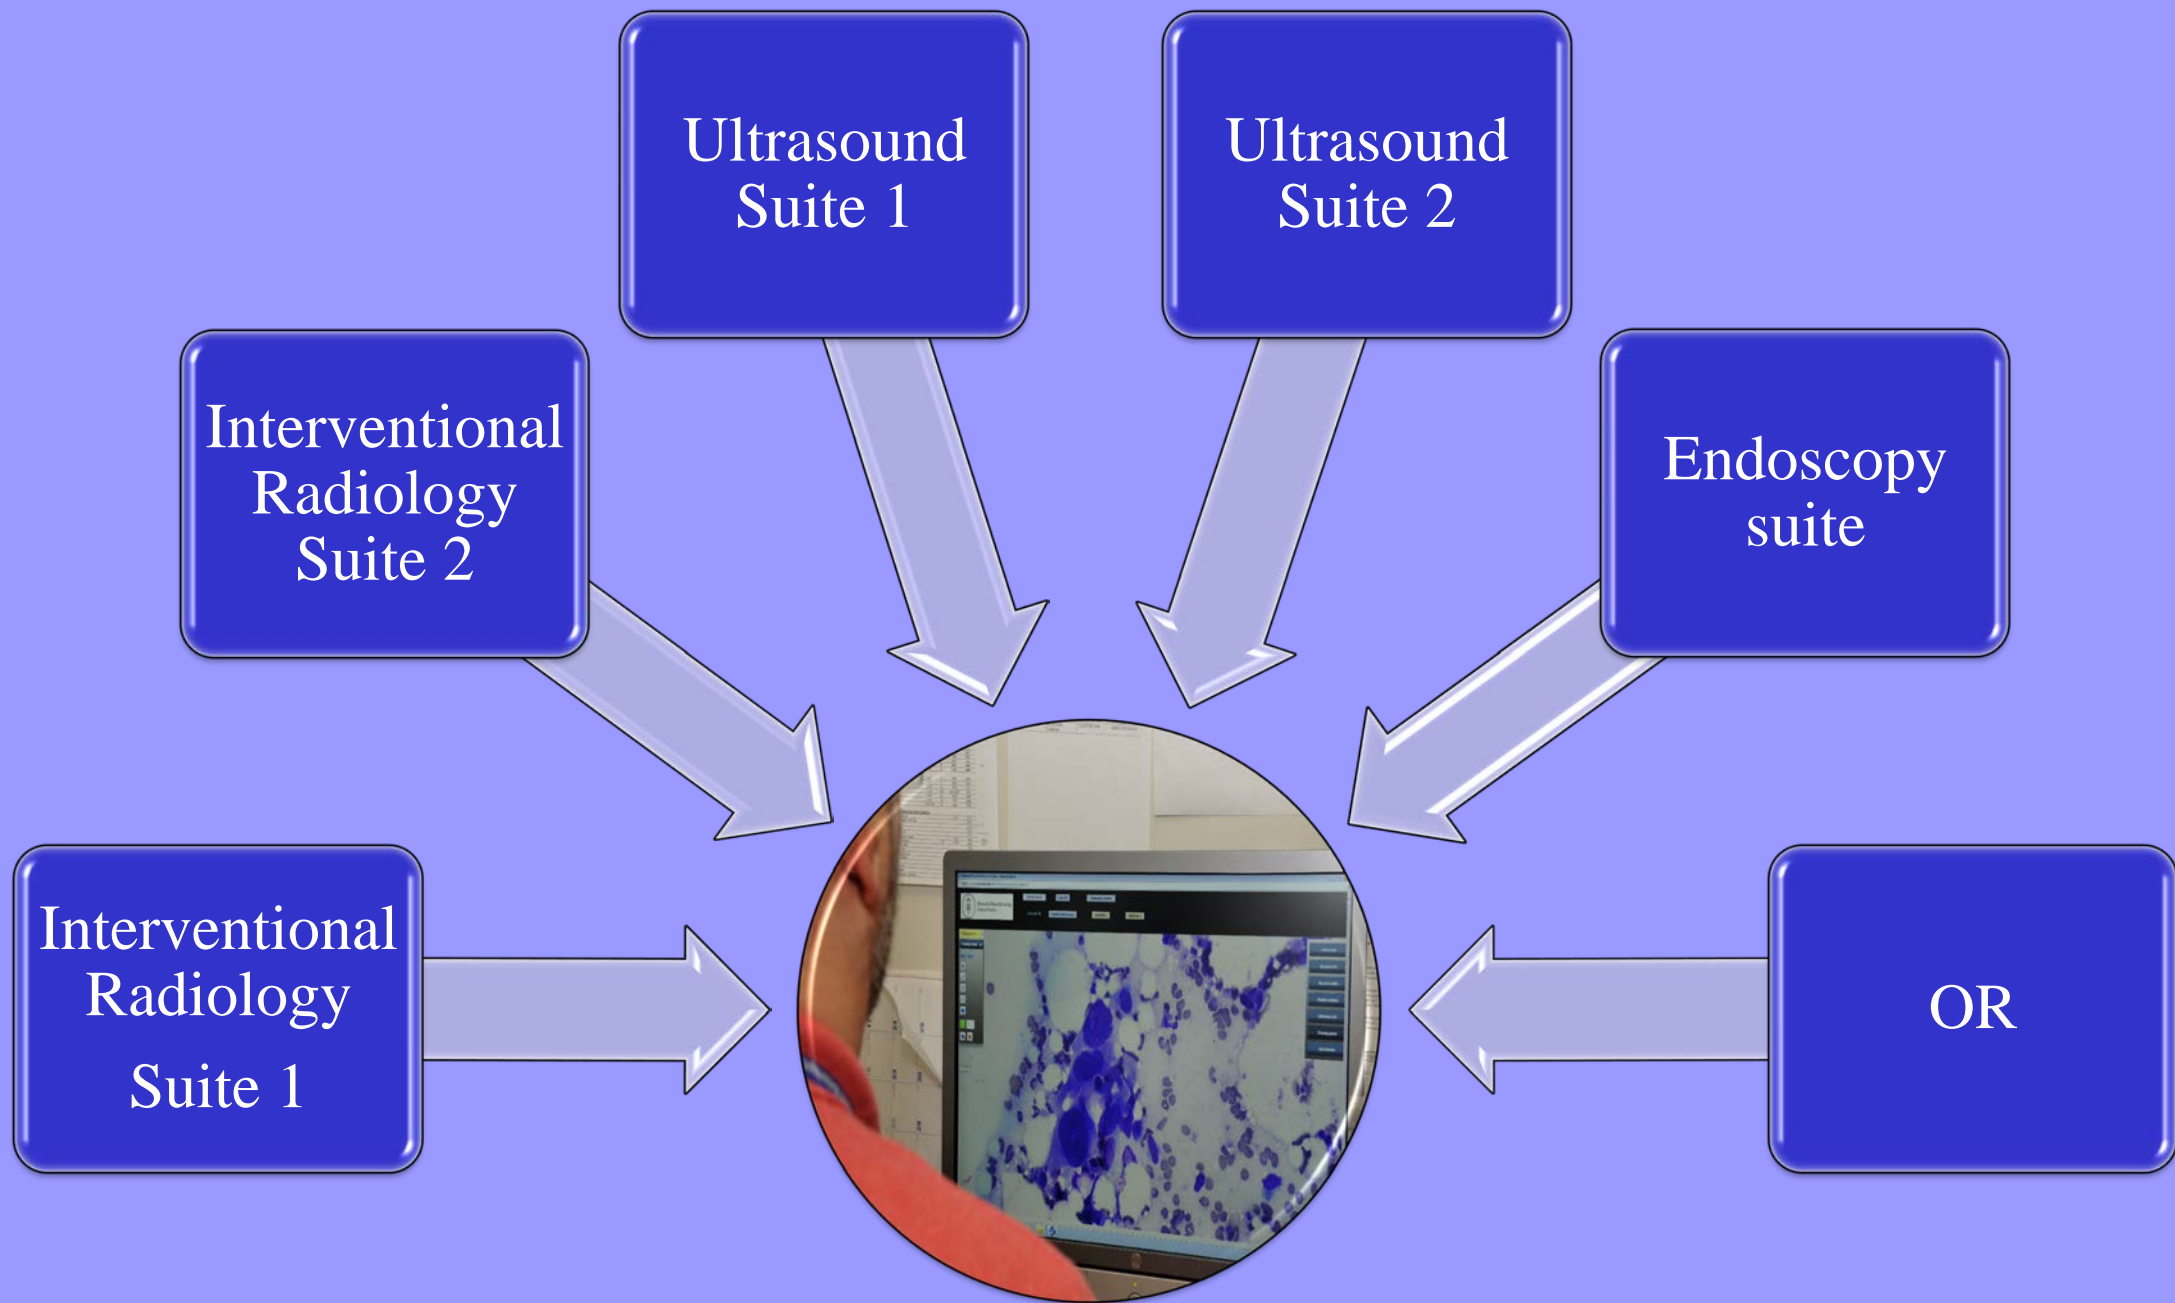 Ultrasound
Suite 1
Ultrasound
Suite 2
Interventional
Radiology
Suite 2
Endoscopy
suite
Interventional
Radiology
Suite 1
OR